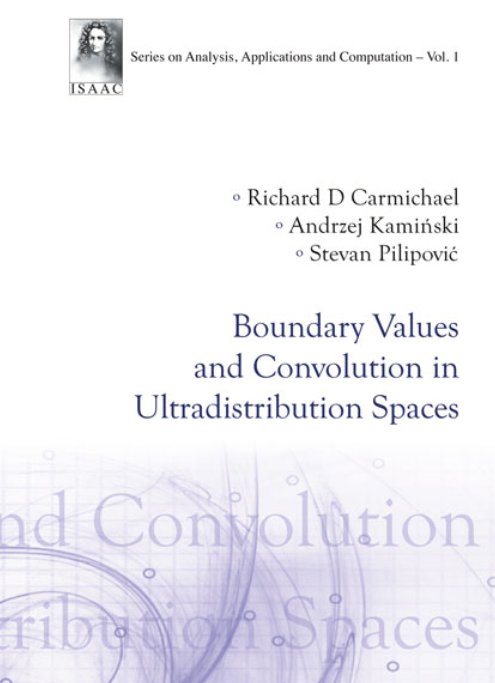 Series on Analysis, Applications and Computation – Vol. 1
ISAAC
Richard D Carmichael
Andrzej Kamiński
Stevan Pilipović
Boundary Values
and Convolution in
Ultradistribution Spaces
nd Convolution
tribution Spaces